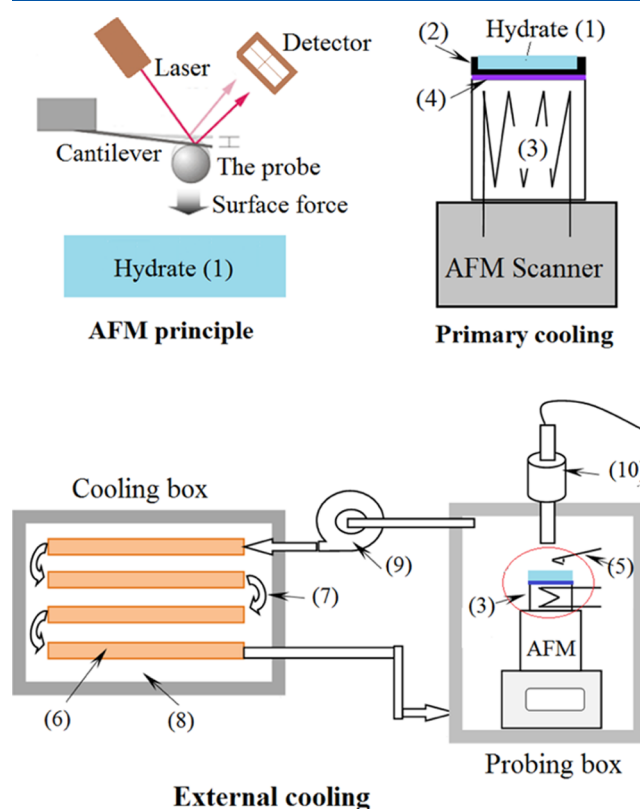 Laser
Detector
Cantilever
The probe
Surface force
Hydrate (1)
AFM principle
(2)
Hydrate (1)
(4)
(3)
AFM Scanner
Primary cooling
Cooling box
(9)
(7)
(6)
(8)
(10)
(5)
(3)
AFM
Probing box
External cooling